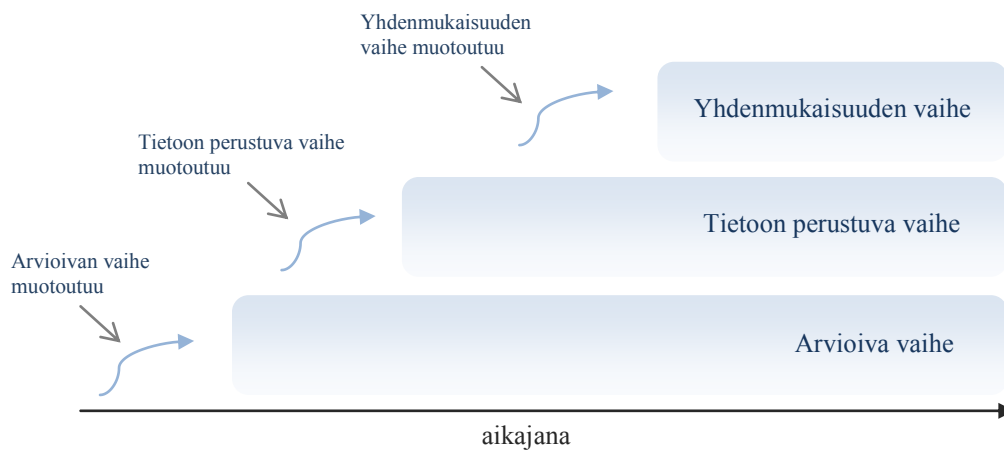 Yhdenmukaisuuden
vaihe muotoutuu
Yhdenmukaisuuden vaihe
Tietoon perustuva vaihe
muotoutuu
Tietoon perustuva vaihe
Arvioivan vaihe
muotoutuu
Arvioiva vaihe
aikajana